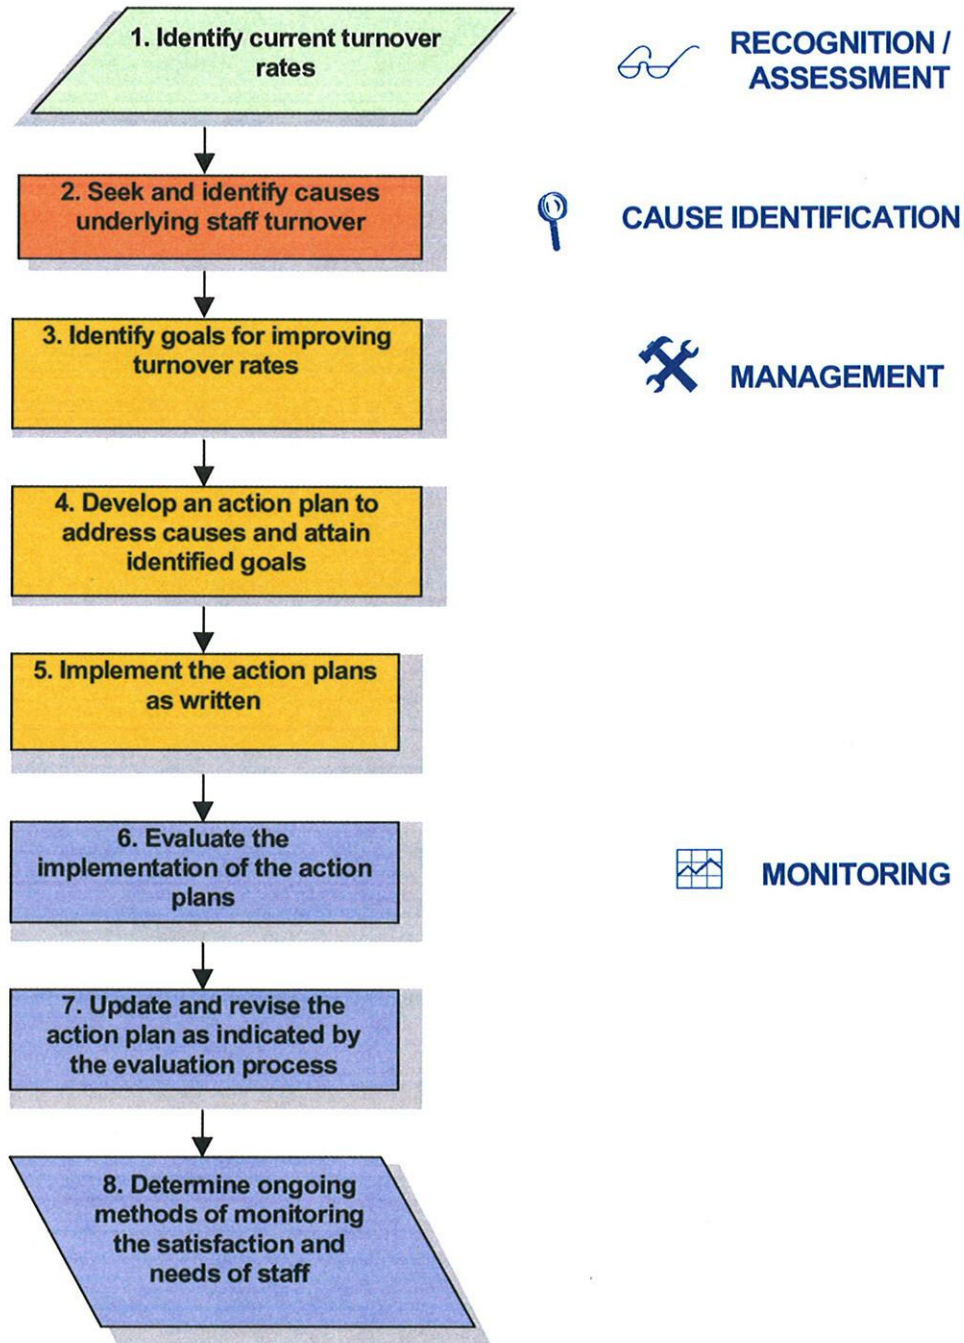 1. Identify current turnover
rates
RECOGNITION /
ASSESSMENT
2. Seek and identify causes
underlying staff turnover
CAUSE IDENTIFICATION
3. Identify goals for improving
turnover rates
MANAGEMENT
4. Develop an action plan to
address causes and attain
identified goals
5. Implement the action plans
as written
6. Evaluate the
implementation of the action
plans
MONITORING
7. Update and revise the
action plan as indicated by
the evaluation process
8. Determine ongoing
methods of monitoring
the satisfaction and
needs of staff